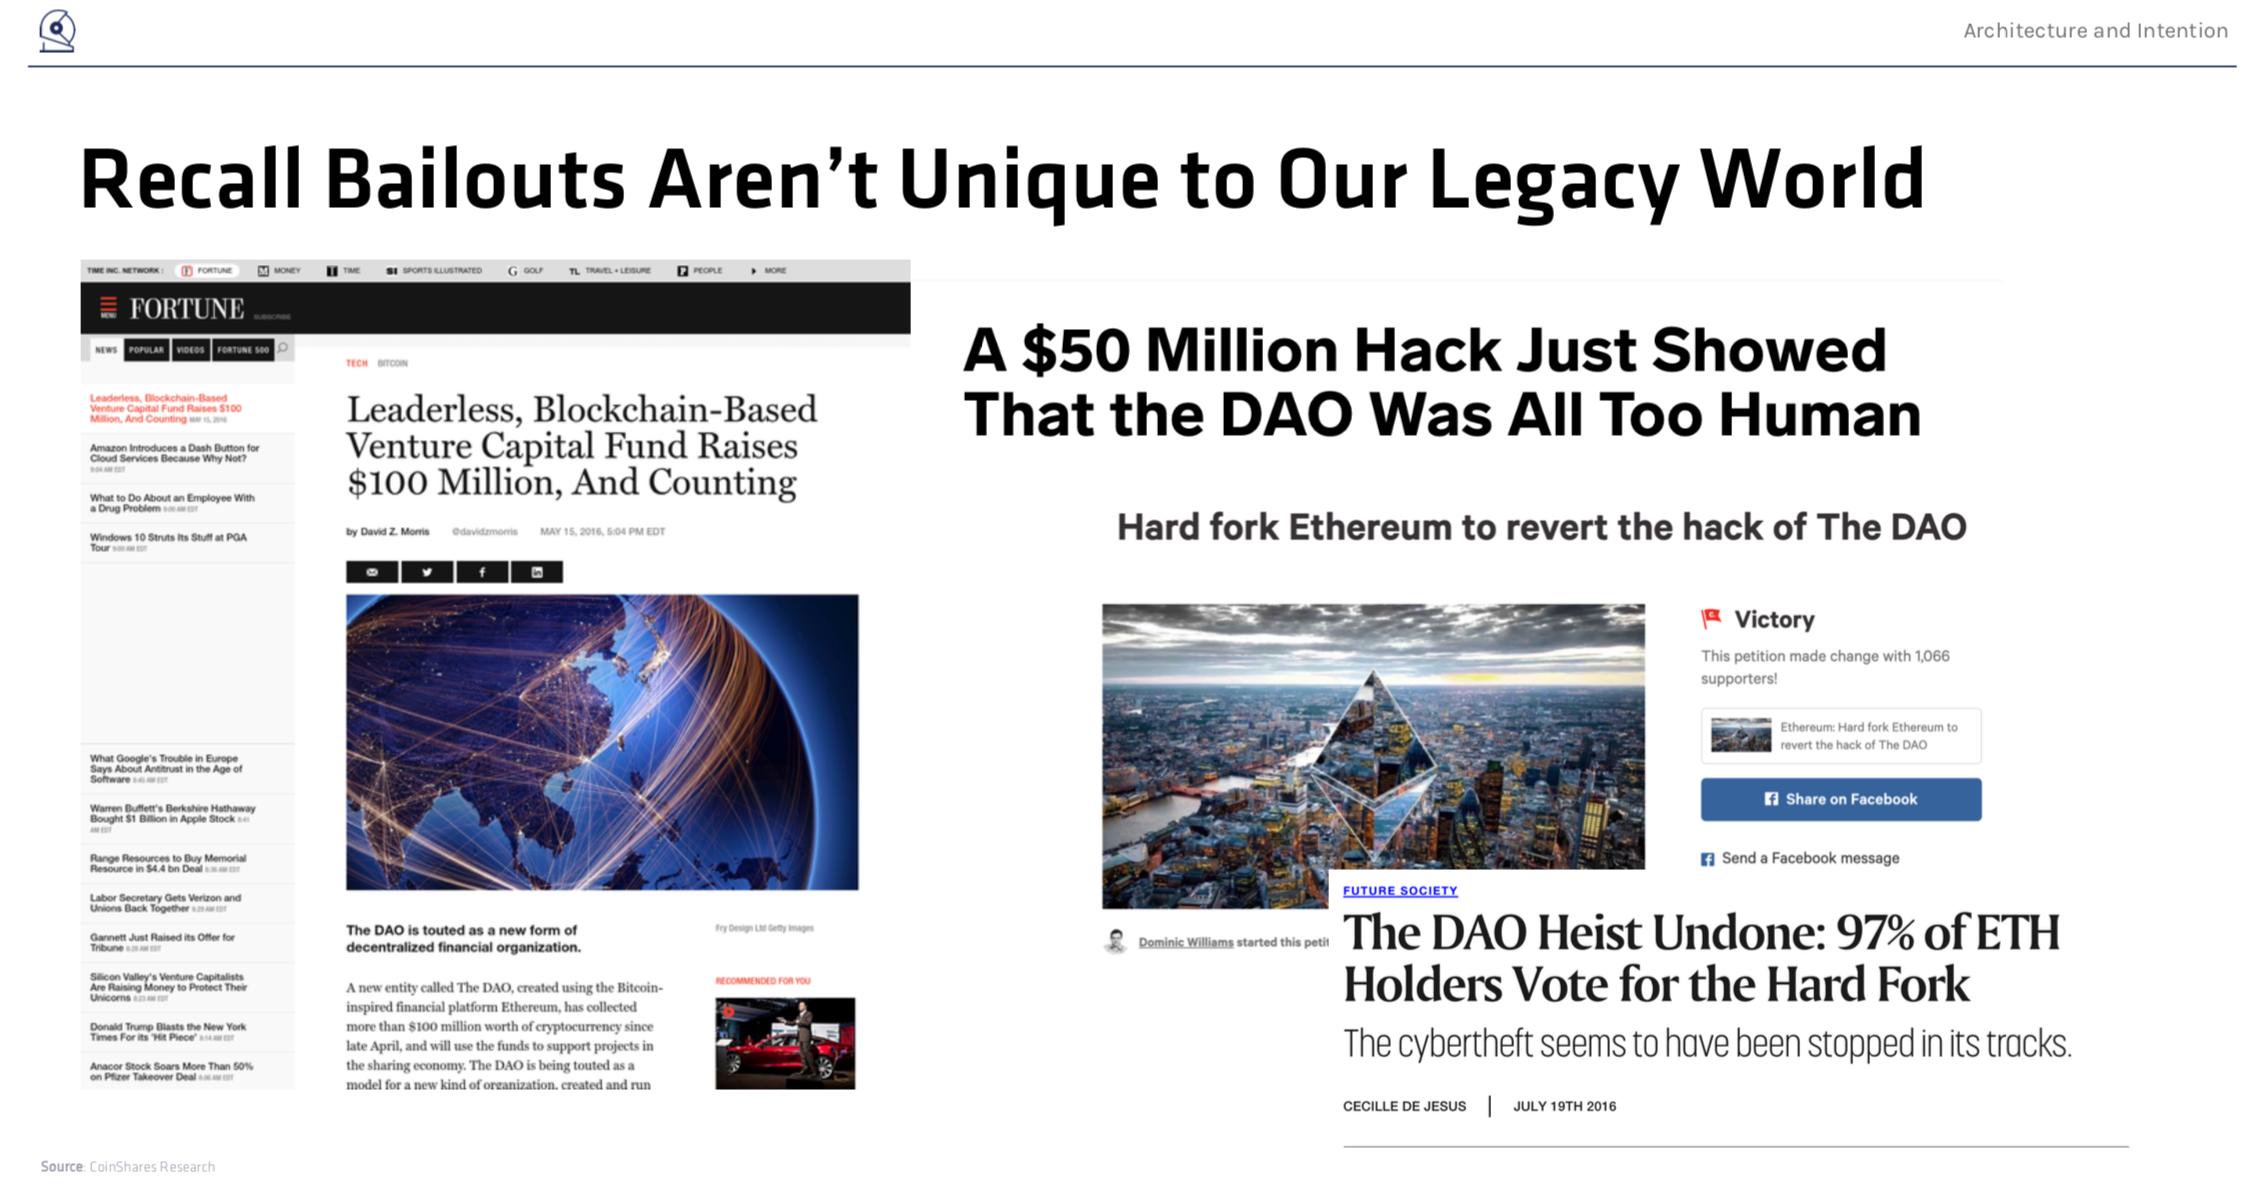 Architecture and Intention
Recall Bailouts Aren’t Unique to Our Legacy World
TIME INC. NETWORK : FORTUNE MONEY TIME SI SPORTS ILLUSTRATED GOLF TL TRAVEL + LEISURE PEOPLE MORE
MENU FORTUNE SUBSCRIBE
NEWS POPULAR VIDEOS FORTUNE 500
Leaderless, Blockchain-Based
Venture Capital Fund Raises $100
Million, And Counting MAY 15, 2016
Amazon Introduces a Dash Button for
Cloud Services Because Why Not?
9:04 AM EDT
What to Do About an Employee With
a Drug Problem 9:00 AM EDT
Windows 10 Struts Its Stuff at PGA
Tour 9:00 AM EDT
What Google's Trouble in Europe
Says About Antitrust in the Age of
Software 8:45 AM EDT
Warren Buffett's Berkshire Hathaway
Bought $1 Billion in Apple Stock 8:41
AM EDT
Range Resources to Buy Memorial
Resource in $4.4 bn Deal 8:36 AM EDT
Labor Secretary Gets Verizon and
Unions Back Together 8:29 AM EDT
Gannett Just Raised its Offer for
Tribune 8:28 AM EDT
Silicon Valley's Venture Capitalists
Are Raising Money to Protect Their
Unicorns 8:23 AM EDT
Donald Trump Blasts the New York
Times For its 'Hit Piece' 8:14 AM EDT
Anacor Stock Soars More Than 50%
on Pfizer Takeover Deal 8:06 AM EDT
TECH BITCOIN
Leaderless, Blockchain-Based
Venture Capital Fund Raises
$100 Million, And Counting
by David Z. Morris @davidzmorris MAY 15, 2016, 5:04 PM EDT
The DAO is touted as a new form of
decentralized financial organization.
A new entity called The DAO, created using the Bitcoin-
inspired financial platform Ethereum, has collected
more than $100 million worth of cryptocurrency since
late April, and will use the funds to support projects in
the sharing economy. The DAO is being touted as a
model for a new kind of organization, created and run
Fry Design Ltd Getty Images
RECOMMENDED FOR YOU
A $50 Million Hack Just Showed
That the DAO Was All Too Human
Hard fork Ethereum to revert the hack of The DAO
Victory
This petition made change with 1,066
supporters!
Ethereum: Hard fork Ethereum to
revert the hack of The DAO
Share on Facebook
Send a Facebook message
Dominic Williams started this petit
FUTURE SOCIETY
The DAO Heist Undone: 97% of ETH
Holders Vote for the Hard Fork
The cybertheft seems to have been stopped in its tracks.
CECILLE DE JESUS | JULY 19TH 2016
Source: CoinShares Research